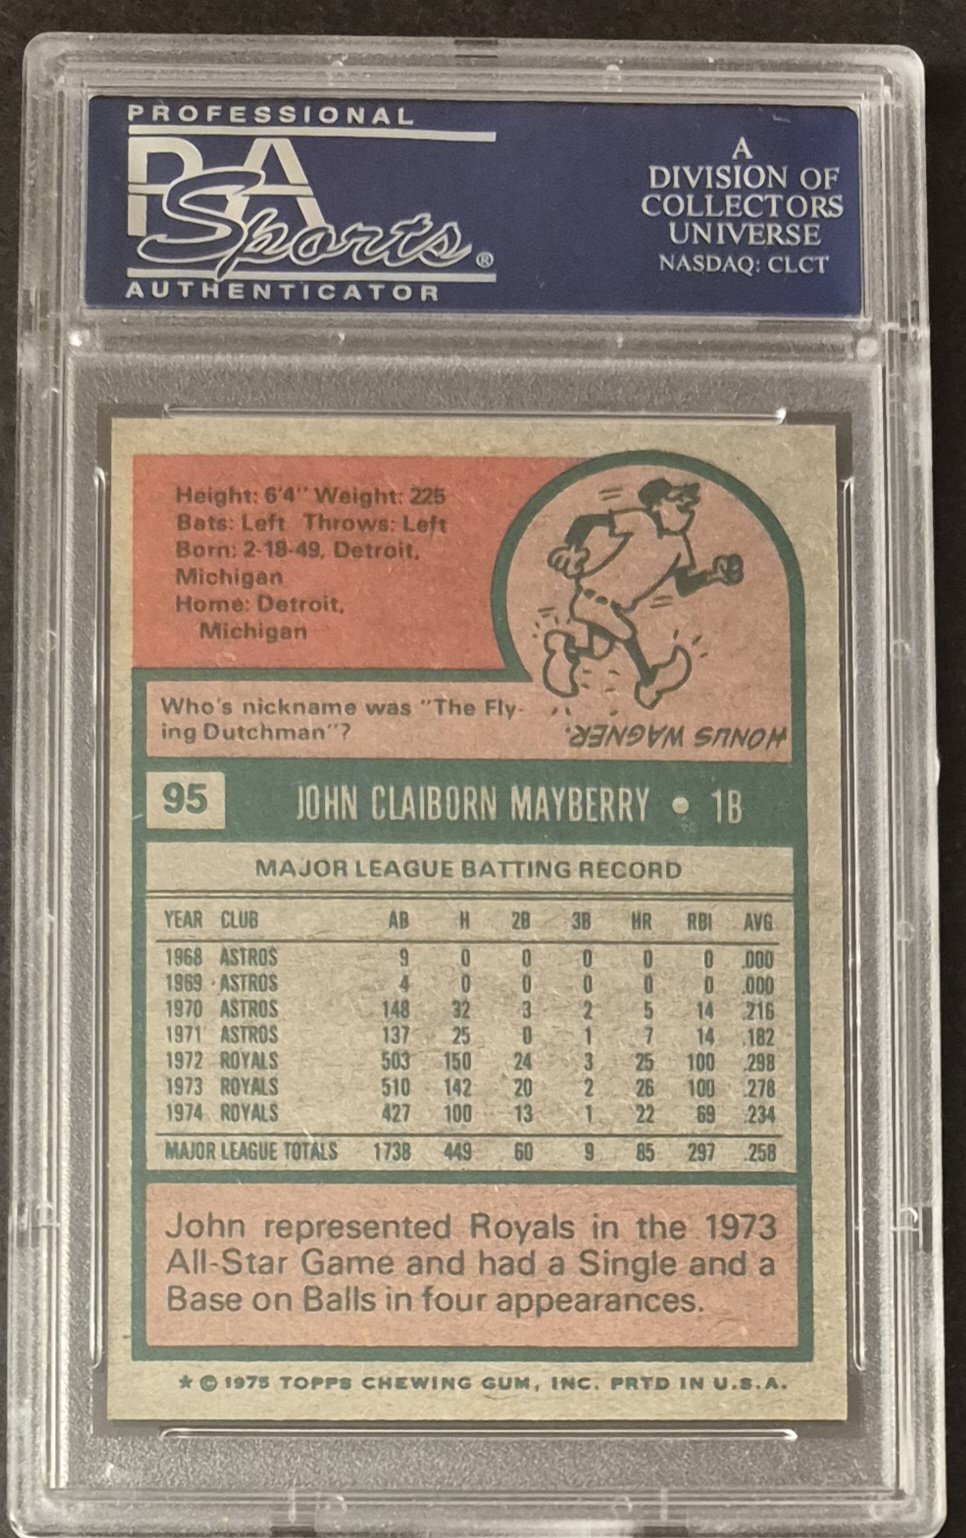 PROFESSIONAL
PSA
Sports®
AUTHENTICATOR
A
DIVISION OF
COLLECTORS
UNIVERSE
NASDAQ: CLCT
Height: 6'4" Weight: 225
Bats: Left Throws: Left
Born: 2-18-49, Detroit,
Michigan
Home: Detroit,
Michigan
Who's nickname was "The Fly-
ing Dutchman"?
HONUS WAGNER.
95 JOHN CLAIBORN MAYBERRY • 1B
MAJOR LEAGUE BATTING RECORD
YEAR CLUB AB H 2B 3B HR RBI AVG
1968 ASTROS 9 0 0 0 0 0 .000
1969 ASTROS 4 0 0 0 0 0 .000
1970 ASTROS 148 32 3 2 5 14 .216
1971 ASTROS 137 25 0 1 7 14 .182
1972 ROYALS 503 150 24 3 25 100 .298
1973 ROYALS 510 142 20 2 26 100 .278
1974 ROYALS 427 100 13 1 22 69 .234
MAJOR LEAGUE TOTALS 1738 449 60 9 85 297 .258
John represented Royals in the 1973
All-Star Game and had a Single and a
Base on Balls in four appearances.
* © 1975 TOPPS CHEWING GUM, INC. PRTD IN U.S.A.